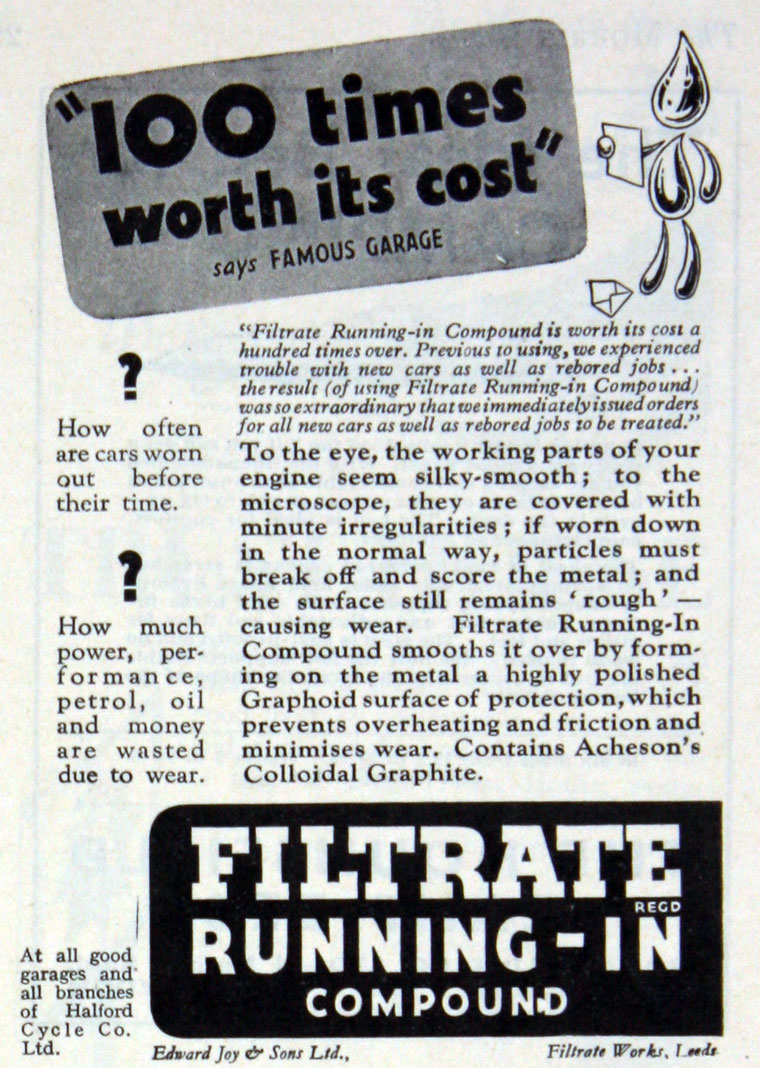 "100 times
worth its cost"
says FAMOUS GARAGE
"Filtrate Running-in Compound is worth its cost a
hundred times over. Previous to using, we experienced
trouble with new cars as well as rebored jobs . . .
the result (of using Filtrate Running-in Compound)
was so extraordinary that we immediately issued orders
for all new cars as well as rebored jobs to be treated."
?
How often
are cars worn
out before
their time.
?
How much
power, per-
formance,
petrol, oil
and money
are wasted
due to wear.
To the eye, the working parts of your
engine seem silky-smooth; to the
microscope, they are covered with
minute irregularities; if worn down
in the normal way, particles must
break off and score the metal; and
the surface still remains 'rough' —
causing wear. Filtrate Running-In
Compound smooths it over by form-
ing on the metal a highly polished
Graphoid surface of protection, which
prevents overheating and friction and
minimises wear. Contains Acheson's
Colloidal Graphite.
FILTRATE
REGD
RUNNING-IN
COMPOUND
At all good
garages and
all branches
of Halford
Cycle Co.
Ltd.
Edward Joy & Sons Ltd., Filtrate Works, Leeds